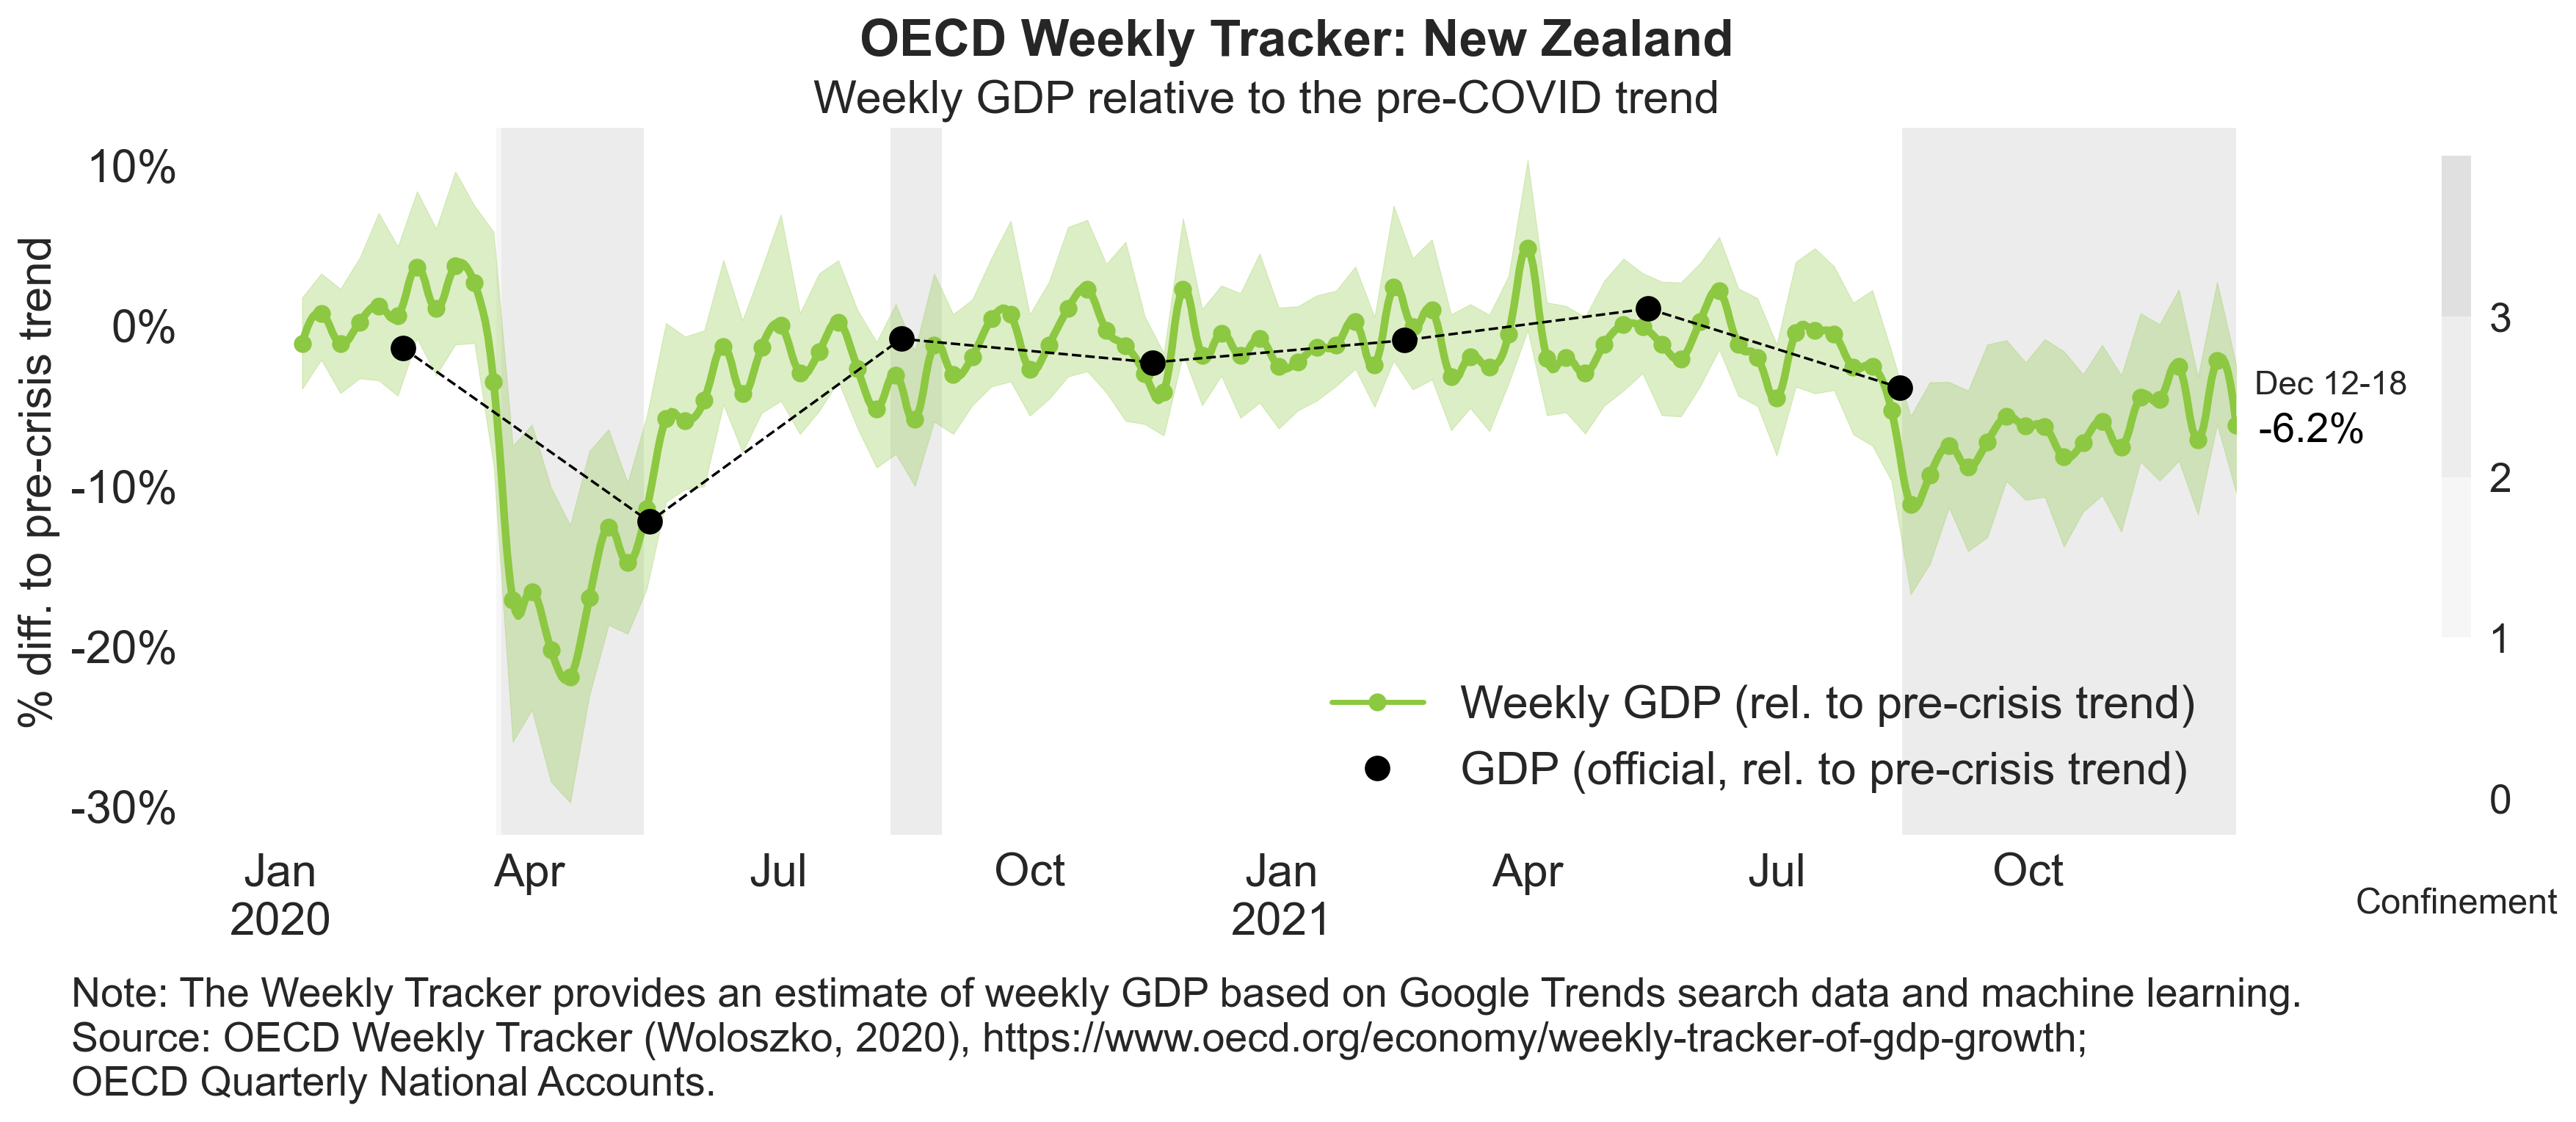 OECD Weekly Tracker: New Zealand
Weekly GDP relative to the pre-COVID trend
% diff. to pre-crisis trend
10%
0%
-10%
-20%
-30%
Dec 12-18
-6.2%
3
2
1
0
Confinement
Weekly GDP (rel. to pre-crisis trend)
GDP (official, rel. to pre-crisis trend)
Jan Apr Jul Oct Jan Apr Jul Oct
2020 2021
Note: The Weekly Tracker provides an estimate of weekly GDP based on Google Trends search data and machine learning.
Source: OECD Weekly Tracker (Woloszko, 2020), https://www.oecd.org/economy/weekly-tracker-of-gdp-growth;
OECD Quarterly National Accounts.